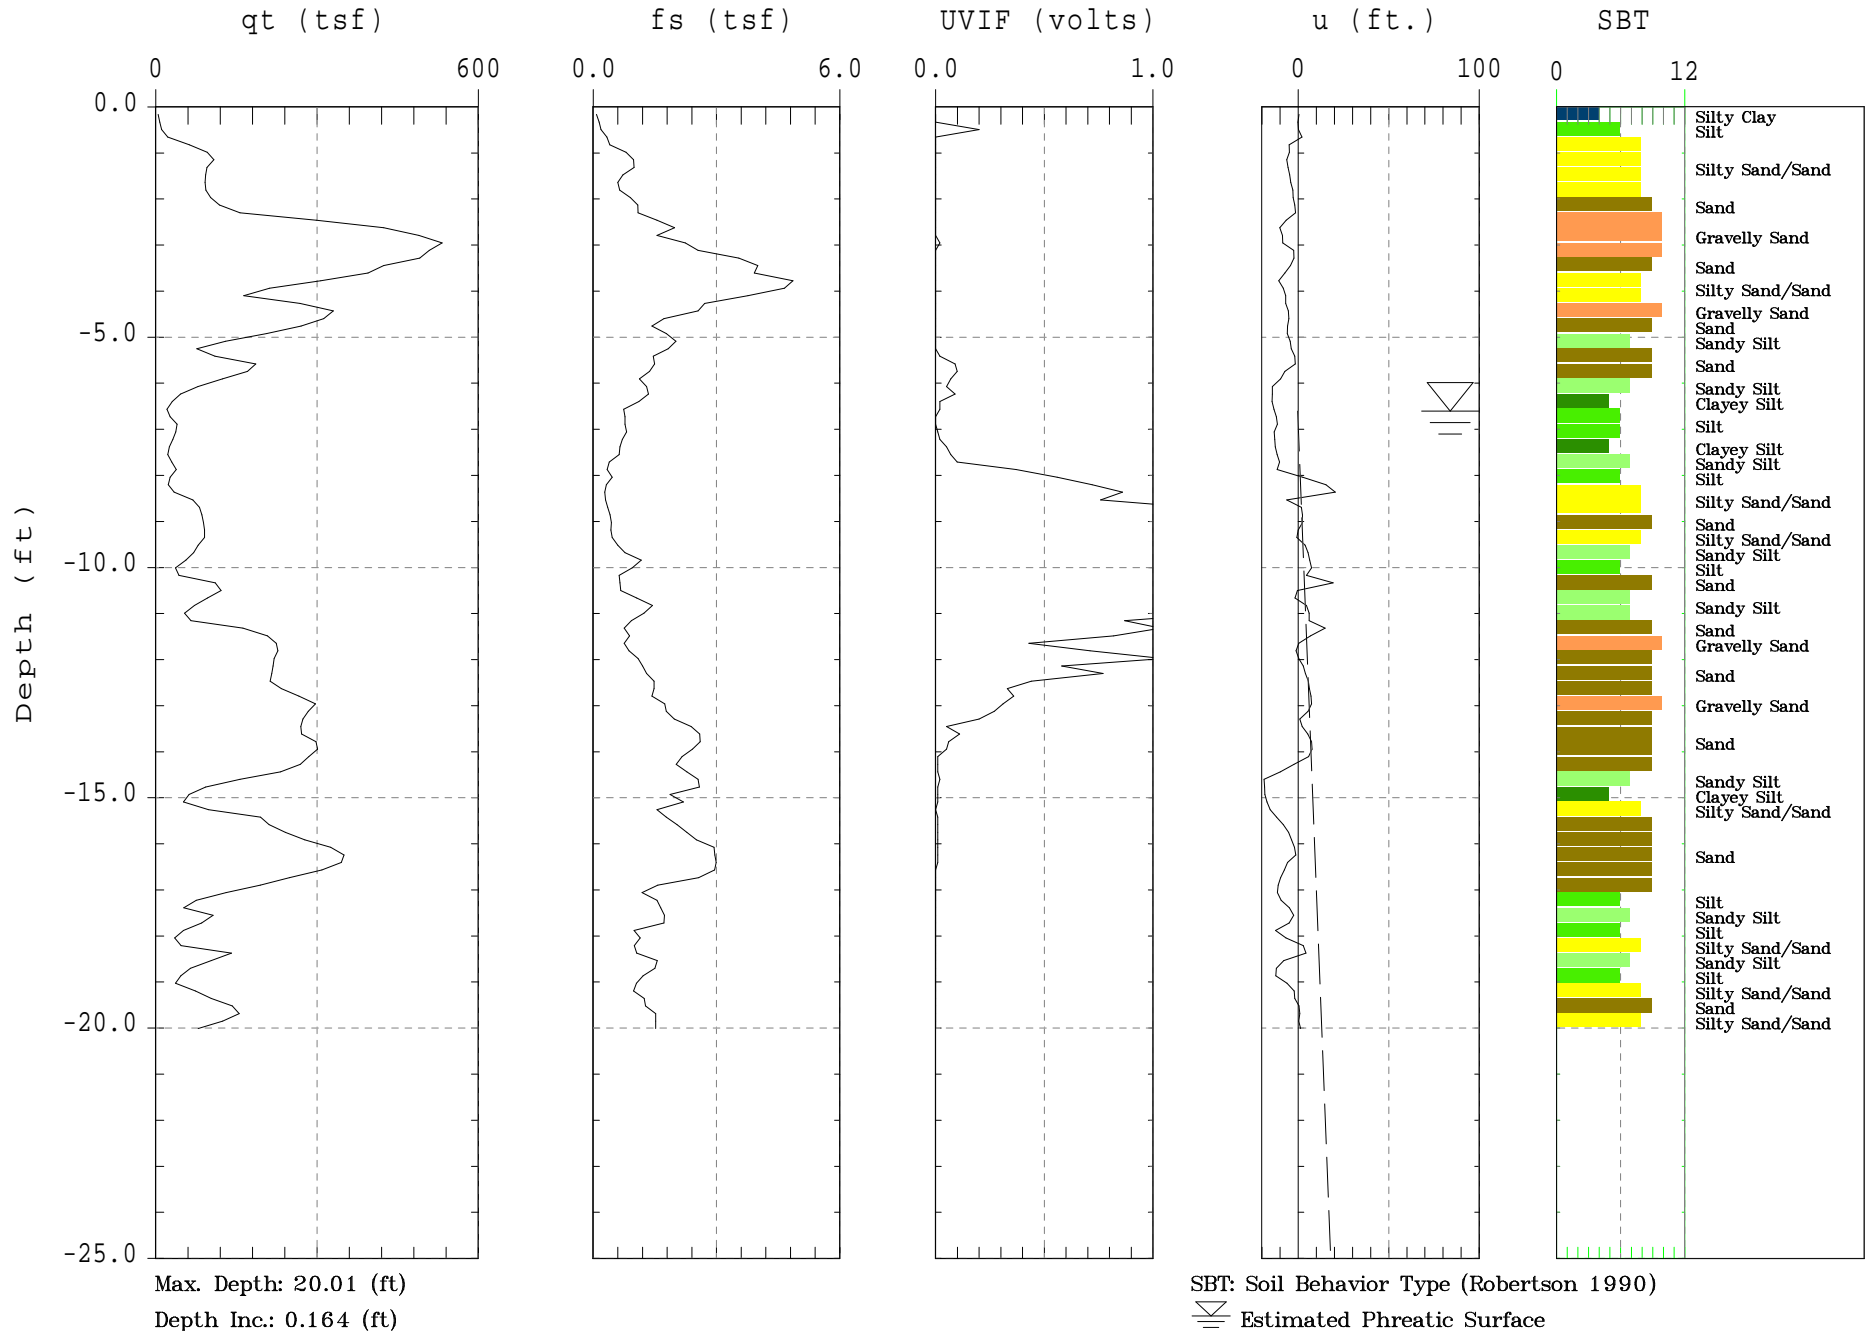 qt (tsf) fs (tsf) UVIF (volts) u (ft.) SBT
0 600 0.0 6.0 0.0 1.0 0 100 0 12
0.0
-5.0
-10.0
-15.0
-20.0
-25.0
Depth (ft)
Silty Clay
Silt
Silty Sand/Sand
Sand
Gravelly Sand
Sand
Silty Sand/Sand
Gravelly Sand
Sand
Sandy Silt
Sand
Sandy Silt
Clayey Silt
Silt
Clayey Silt
Sandy Silt
Silt
Silty Sand/Sand
Sand
Silty Sand/Sand
Sandy Silt
Silt
Sand
Sandy Silt
Sand
Gravelly Sand
Sand
Gravelly Sand
Sand
Sandy Silt
Clayey Silt
Silty Sand/Sand
Sand
Silt
Sandy Silt
Silt
Silty Sand/Sand
Sandy Silt
Silt
Silty Sand/Sand
Sand
Silty Sand/Sand
Max. Depth: 20.01 (ft)
Depth Inc.: 0.164 (ft)
SBT: Soil Behavior Type (Robertson 1990)
Estimated Phreatic Surface